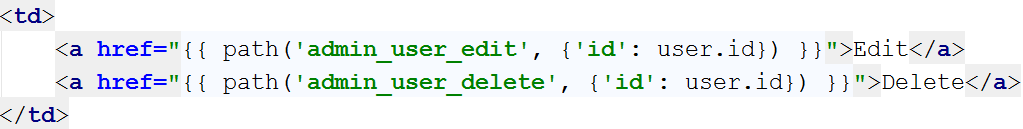 <td>
    <a href="{{ path('admin_user_edit', {'id': user.id}) }}">Edit</a>
    <a href="{{ path('admin_user_delete', {'id': user.id}) }}">Delete</a>
</td>